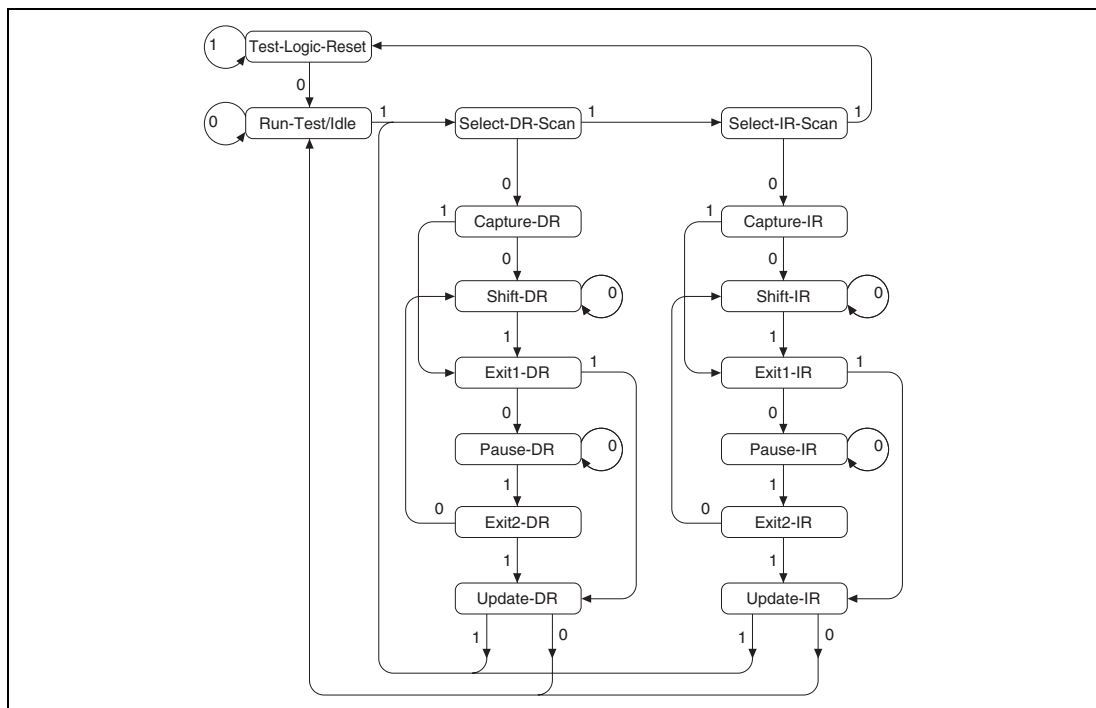 1
Test-Logic-Reset
0
0
Run-Test/Idle
1
Select-DR-Scan
1
Select-IR-Scan
1
0
0
1
Capture-DR
1
Capture-IR
0
0
Shift-DR
0
Shift-IR
0
1
1
Exit1-DR
1
Exit1-IR
1
0
0
Pause-DR
0
Pause-IR
0
1
1
0
Exit2-DR
0
Exit2-IR
1
1
Update-DR
Update-IR
1
0
1
0